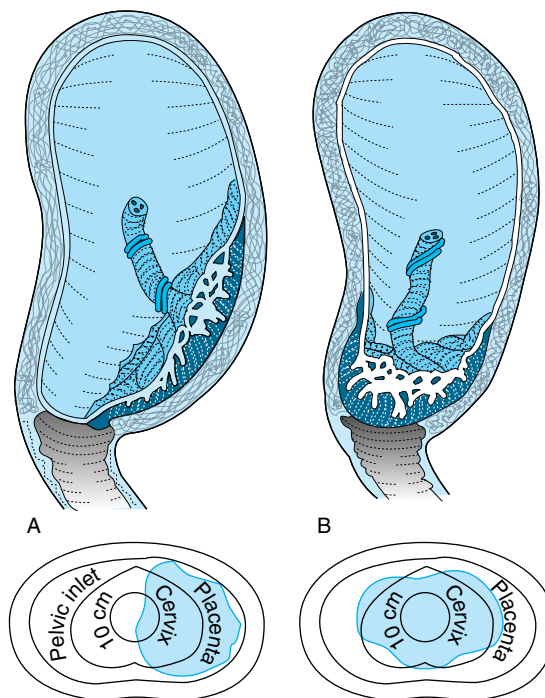 A
B
Pelvic inlet
10 cm
Cervix
Placenta
10 cm
Cervix
Placenta